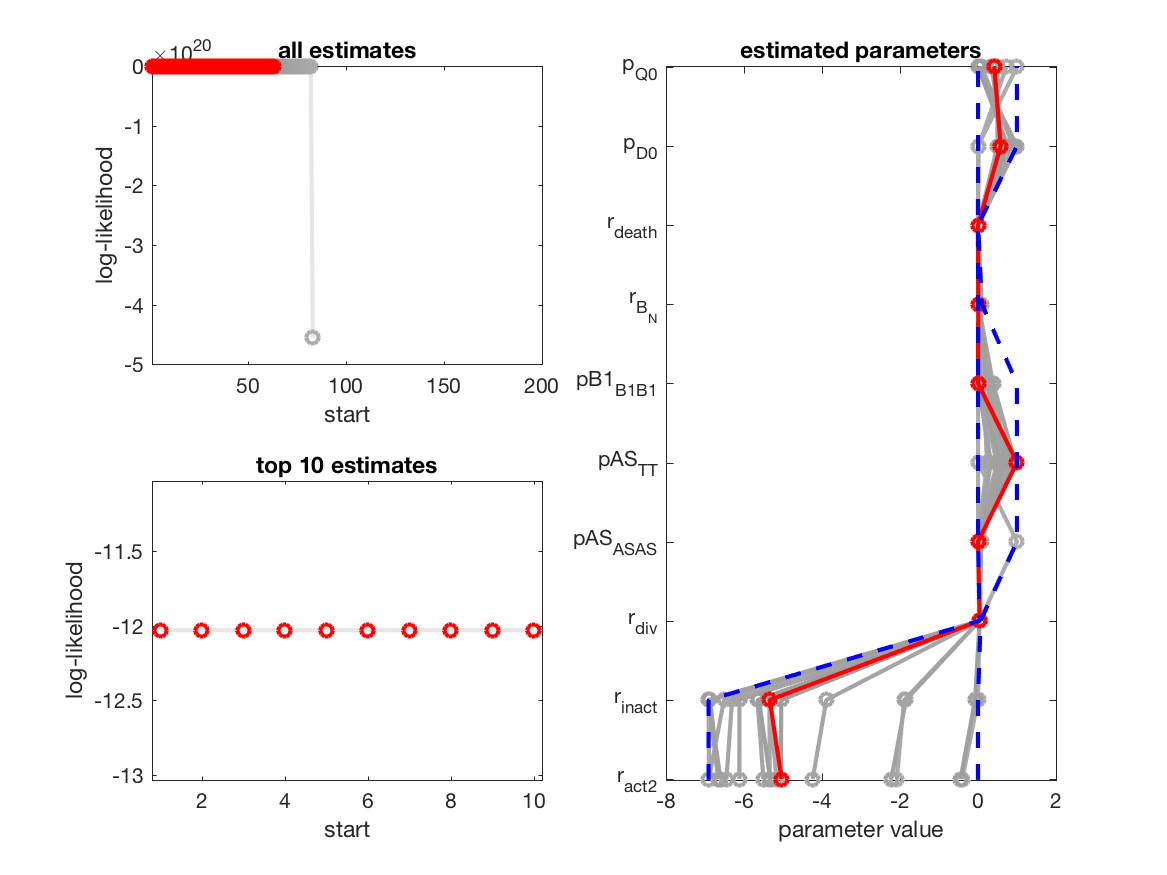 all estimates
×10^20
0
-1
-2
-3
-4
-5
log-likelihood
50
100
150
200
start
top 10 estimates
-11.5
-12
-12.5
-13
log-likelihood
2
4
6
8
10
start
estimated parameters
p_Q0
p_D0
r_death
r_B_N
pB1_B1B1
pAS_TT
pAS_ASAS
r_div
r_inact
r_act2
-8
-6
-4
-2
0
2
parameter value